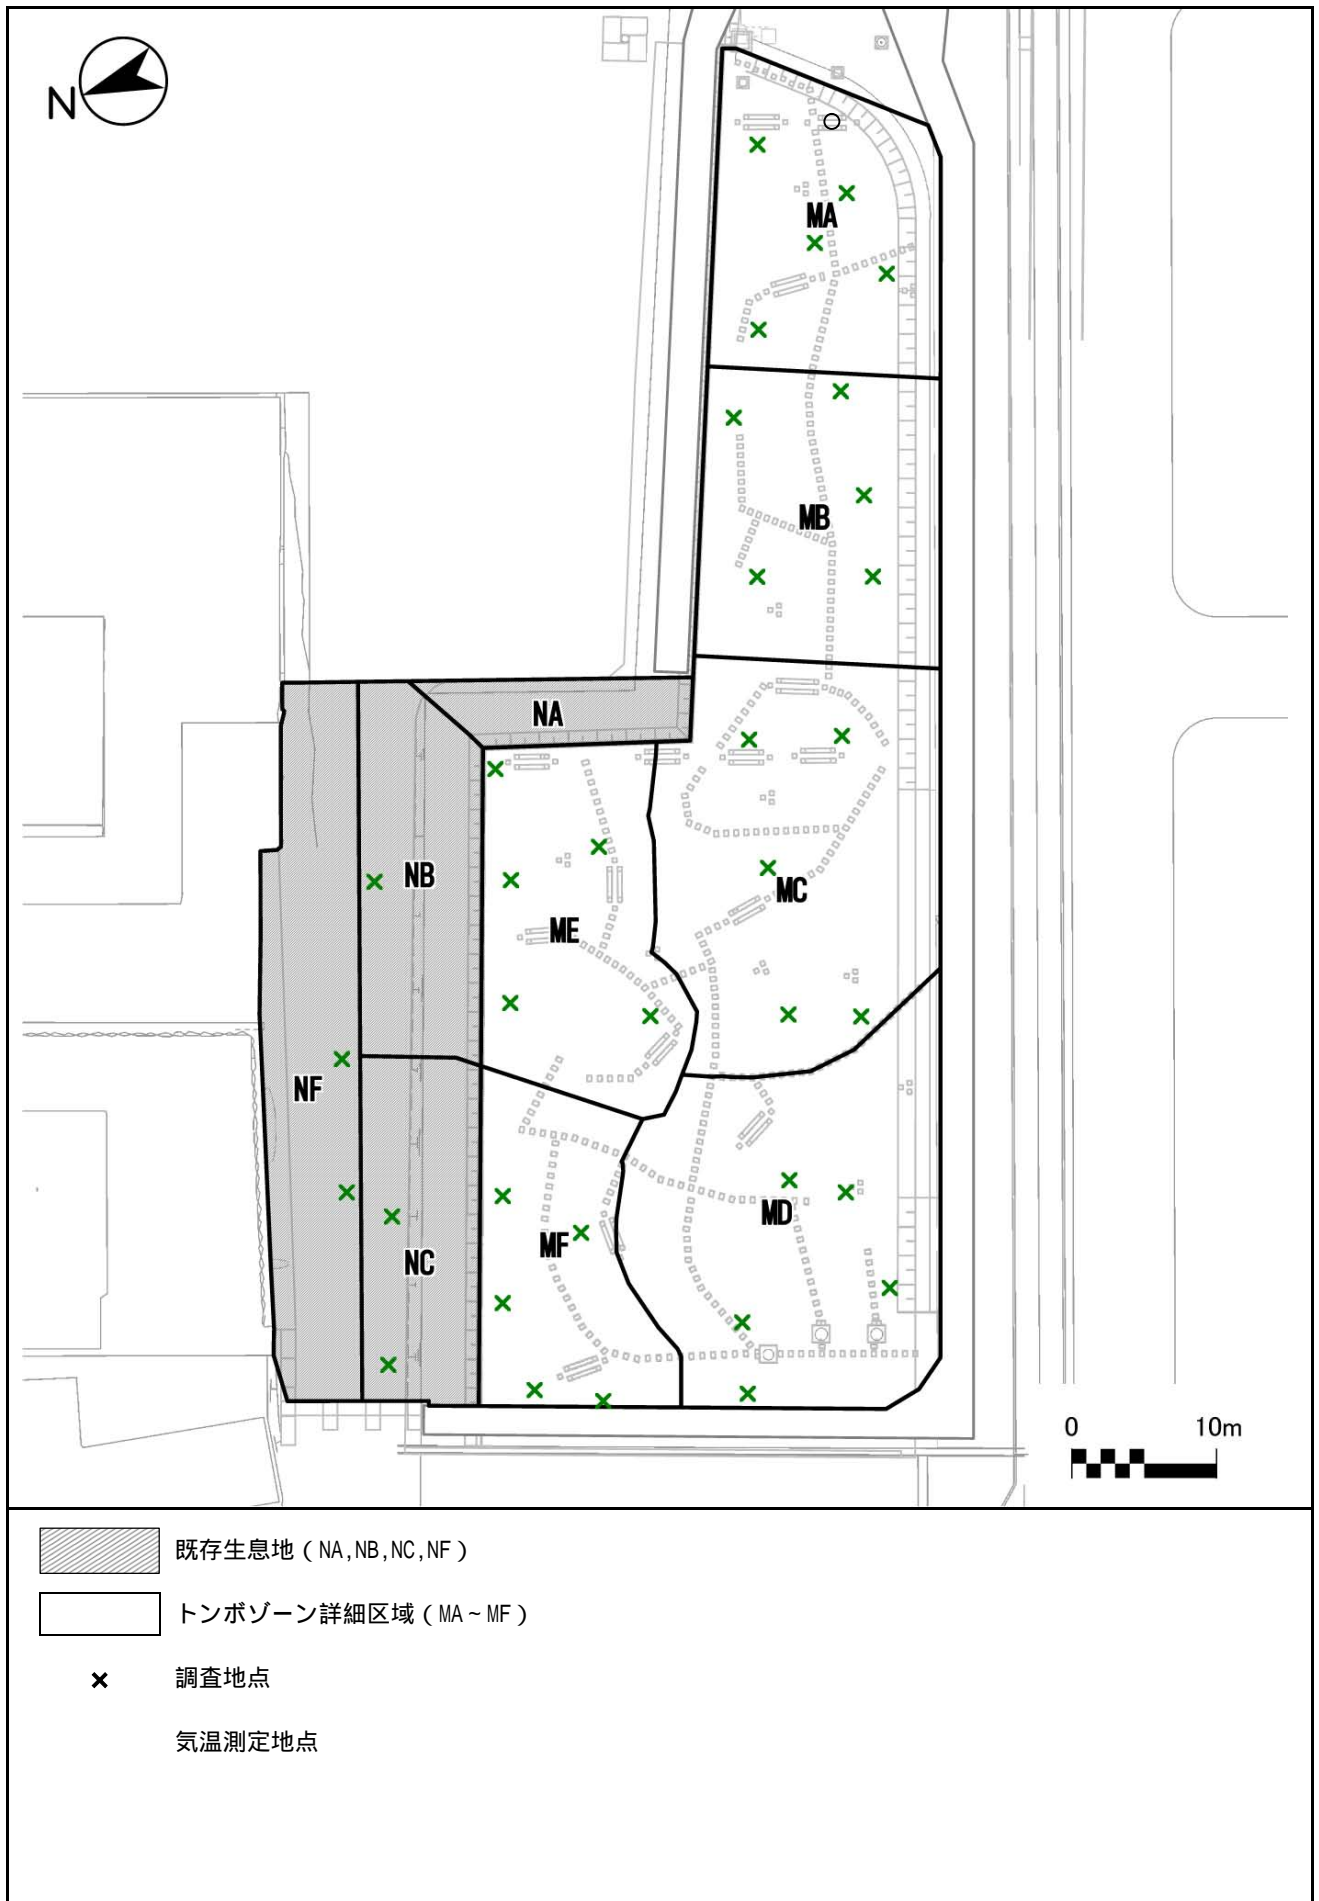 N
MA
MB
NA
NB
MC
ME
NF
MD
MF
NC
0 10m
既存生息地（NA,NB,NC,NF）
トンボゾーン詳細区域（MA~MF）
× 調査地点
気温測定地点